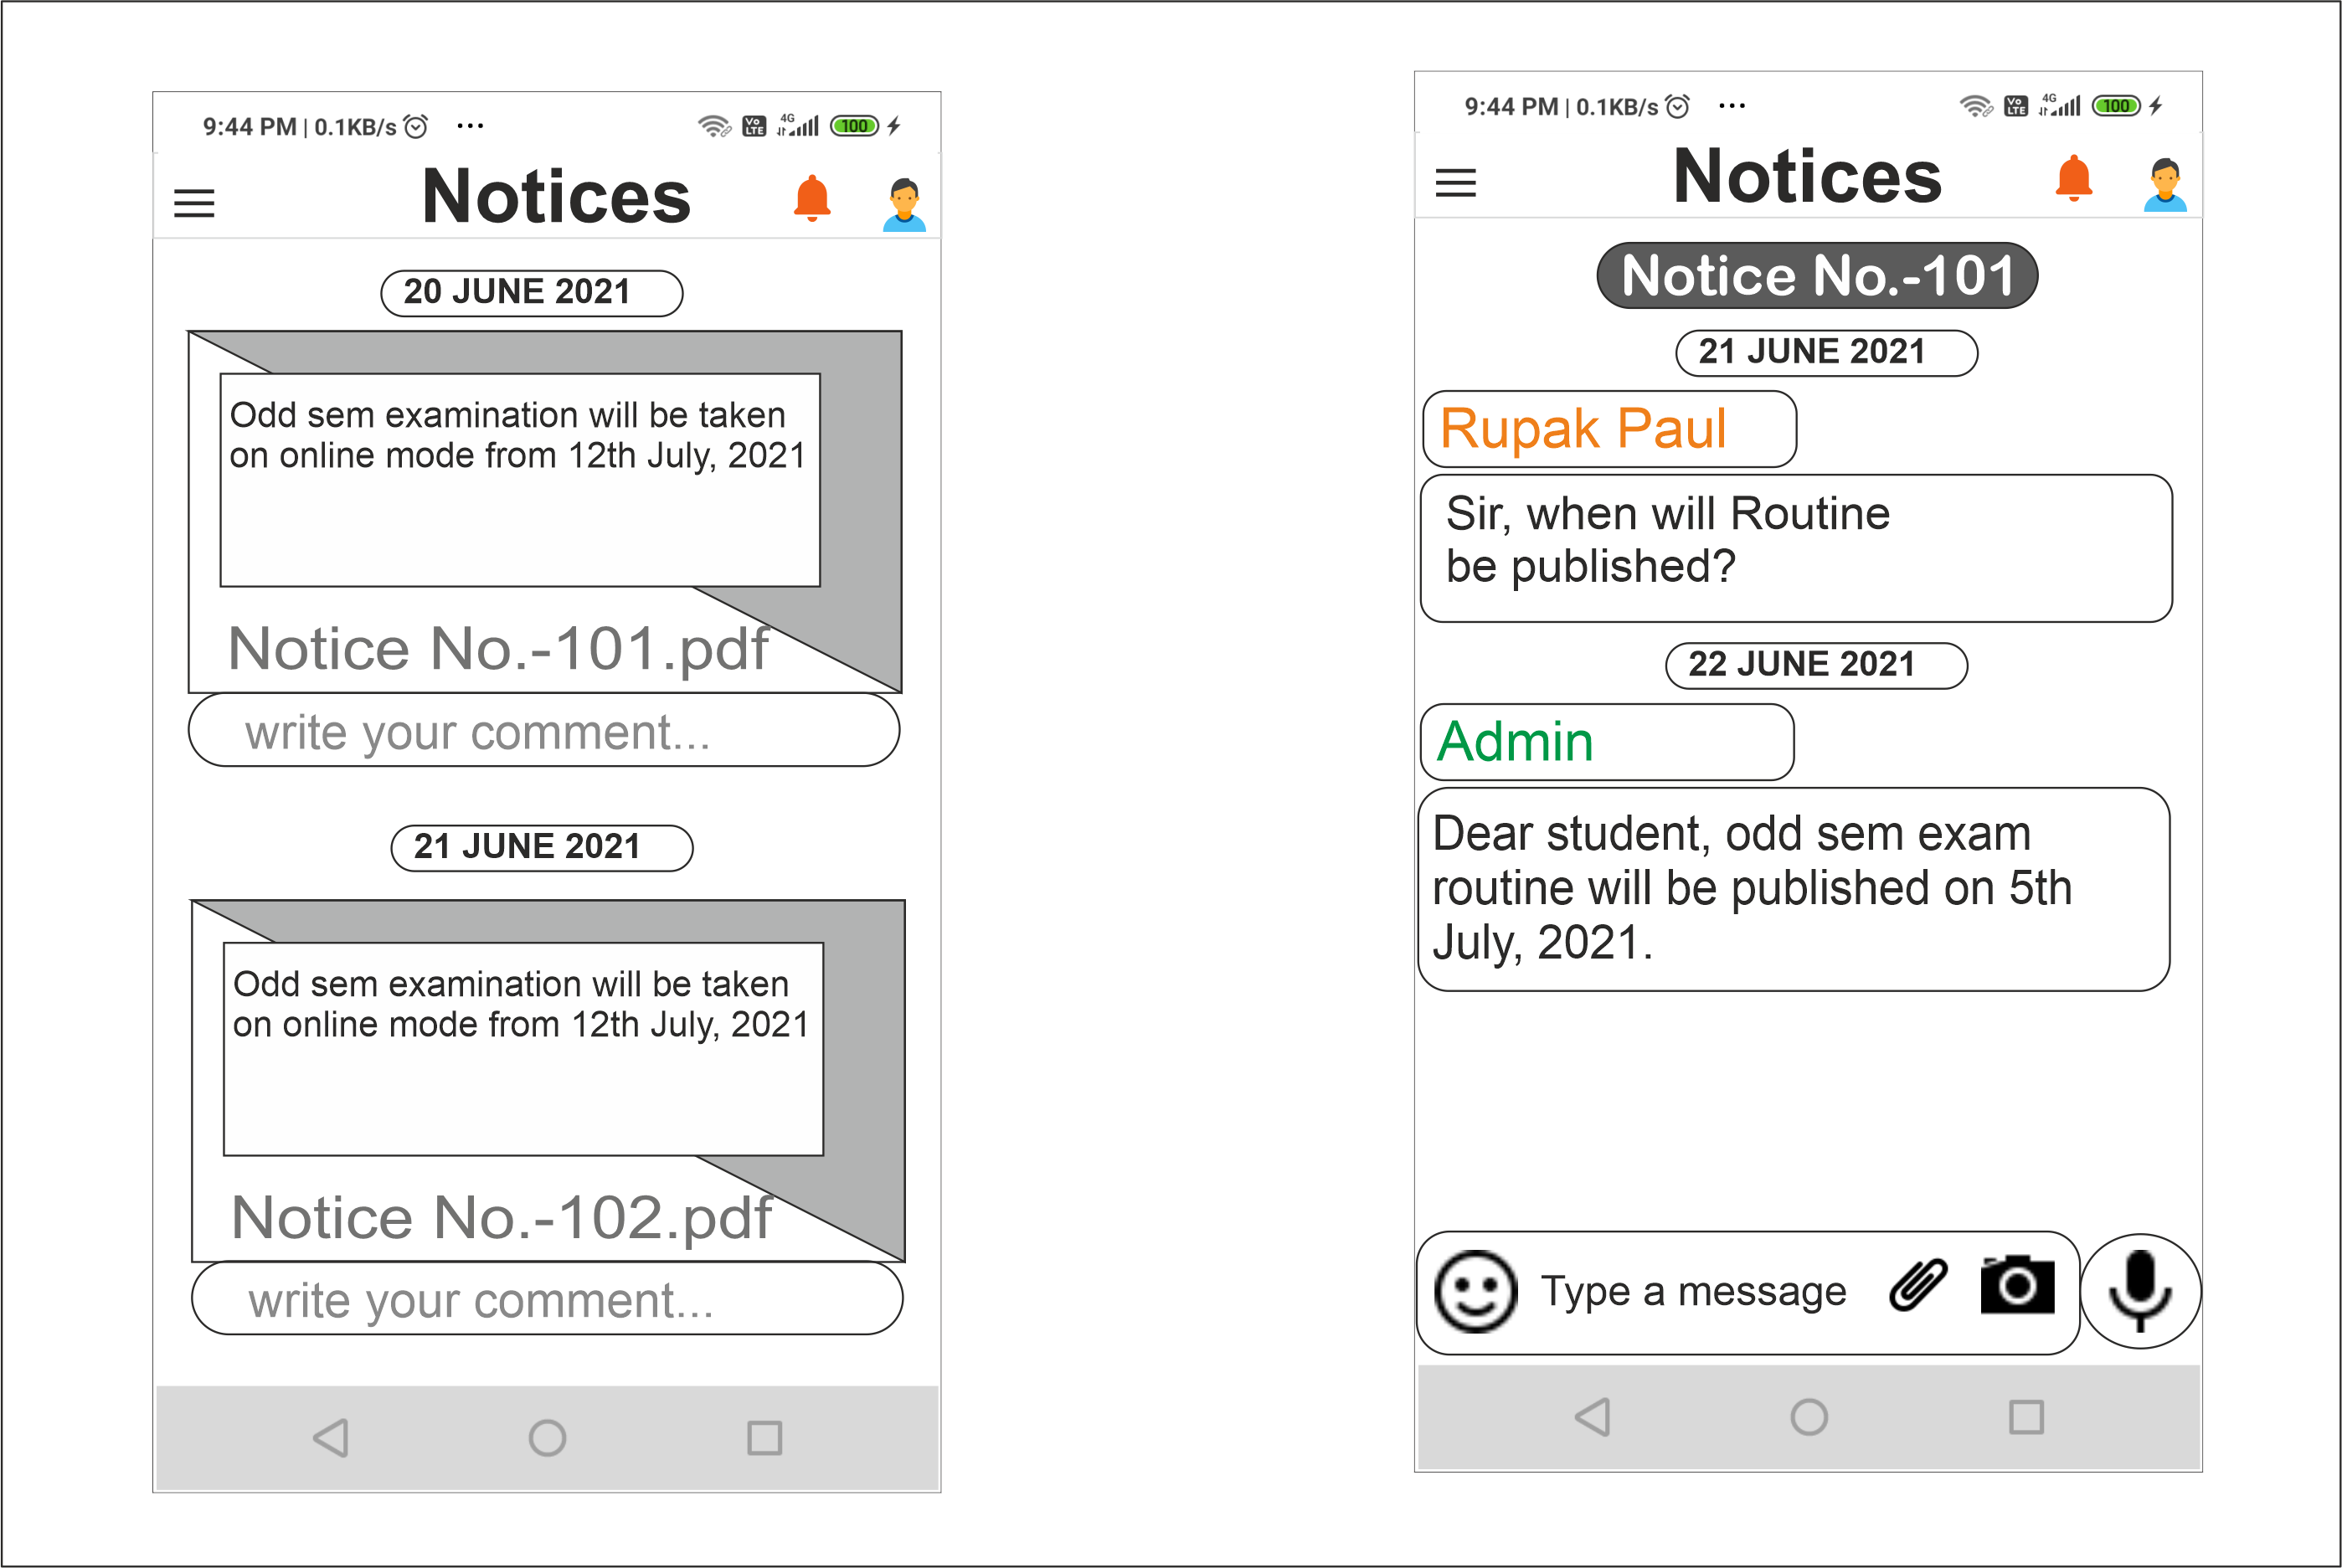 9:44 PM | 0.1KB/s ...
Vo LTE 4G 100
Notices
20 JUNE 2021
Odd sem examination will be taken
on online mode from 12th July, 2021
Notice No.-101.pdf
write your comment...
21 JUNE 2021
Odd sem examination will be taken
on online mode from 12th July, 2021
Notice No.-102.pdf
write your comment...
9:44 PM | 0.1KB/s ...
Vo LTE 4G 100
Notices
Notice No.-101
21 JUNE 2021
Rupak Paul
Sir, when will Routine
be published?
22 JUNE 2021
Admin
Dear student, odd sem exam
routine will be published on 5th
July, 2021.
Type a message